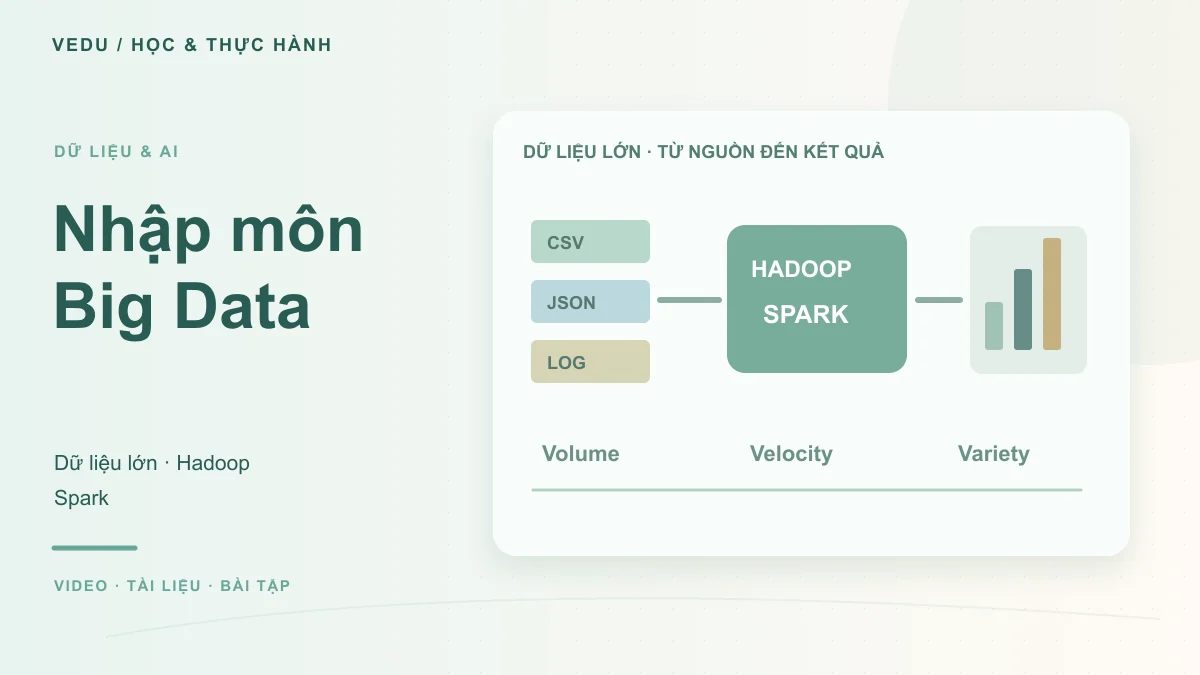 VEDU / HỌC & THỰC HÀNH
DỮ LIỆU & AI
Nhập môn
Big Data
Dữ liệu lớn · Hadoop
Spark
VIDEO · TÀI LIỆU · BÀI TẬP
DỮ LIỆU LỚN · TỪ NGUỒN ĐẾN KẾT QUẢ
CSV
JSON
LOG
HADOOP
SPARK
Volume
Velocity
Variety